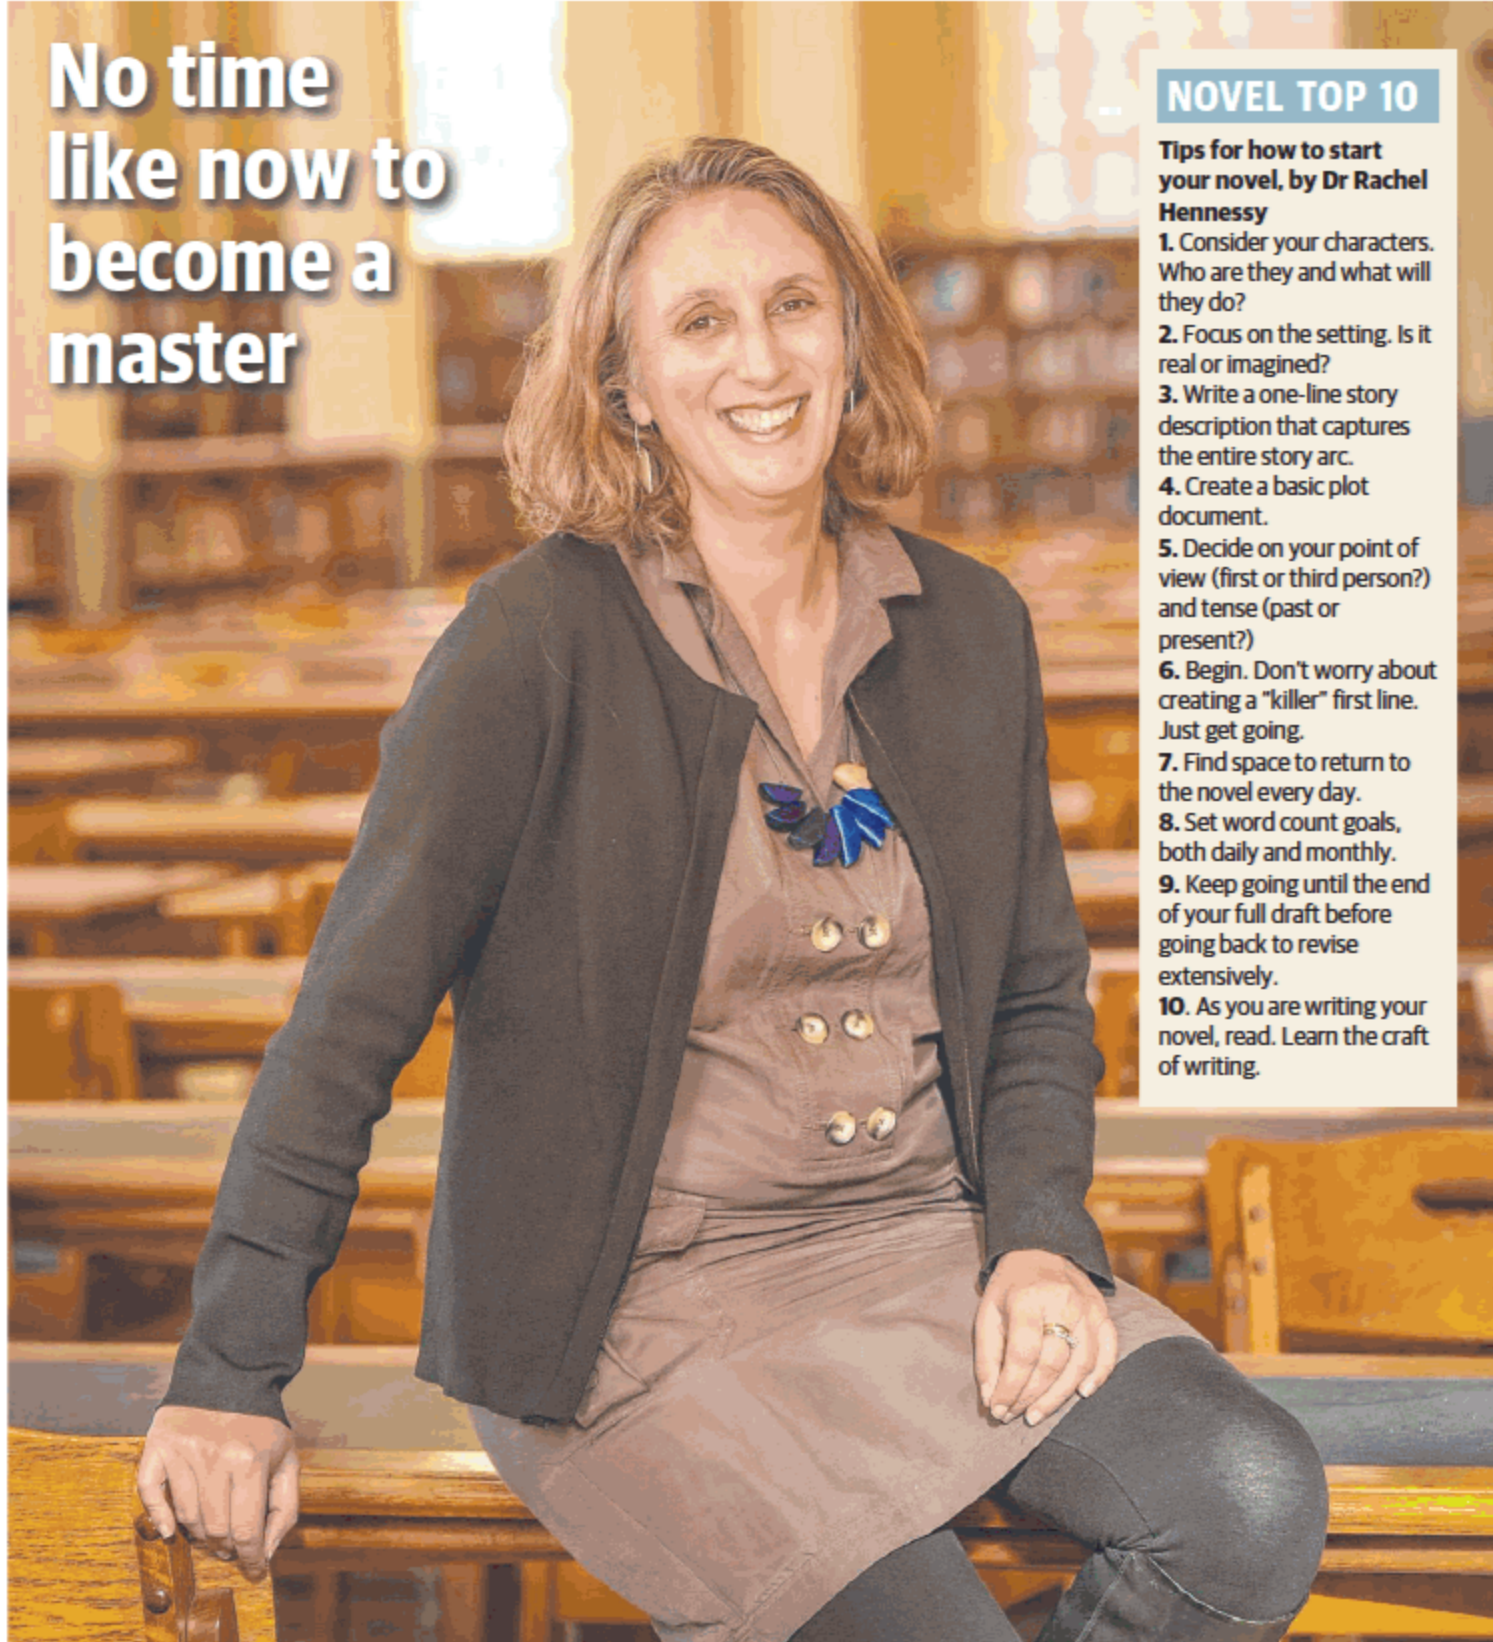 No time
like now to
become a
master
NOVEL TOP 10
Tips for how to start
your novel, by Dr Rachel
Hennessy
1. Consider your characters.
Who are they and what will
they do?
2. Focus on the setting. Is it
real or imagined?
3. Write a one-line story
description that captures
the entire story arc.
4. Create a basic plot
document.
5. Decide on your point of
view (first or third person?)
and tense (past or
present?)
6. Begin. Don't worry about
creating a "killer" first line.
Just get going.
7. Find space to return to
the novel every day.
8. Set word count goals,
both daily and monthly.
9. Keep going until the end
of your full draft before
going back to revise
extensively.
10. As you are writing your
novel, read. Learn the craft
of writing.